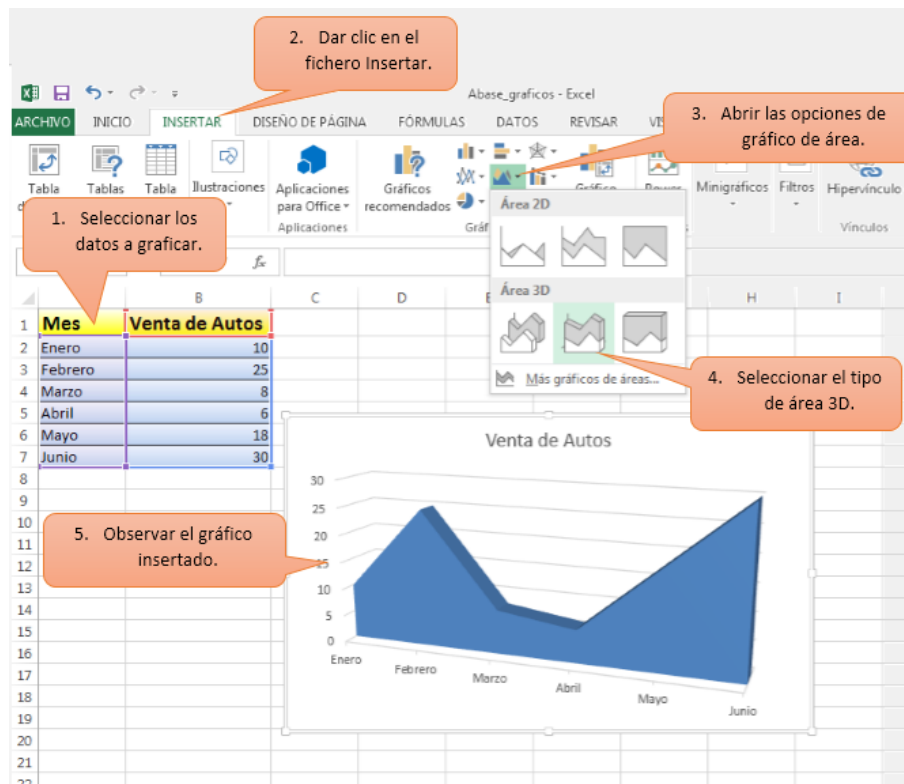 2. Dar clic en el
fichero Insertar.
Abase_graficos - Excel
ARCHIVO INICIO INSERTAR DISEÑO DE PÁGINA FÓRMULAS DATOS REVISAR
3. Abrir las opciones de
gráfico de área.
Tabla Tablas Tabla Ilustraciones Aplicaciones Gráficos Gráfico Power Minigráficos Filtros Hipervínculo
para Office recomendados
Aplicaciones Vínculos
1. Seleccionar los
datos a graficar.
Área 2D
fx
Área 3D
B C D E H I
1 Mes Venta de Autos
2 Enero 10
3 Febrero 25
4 Marzo 8
5 Abril 6
6 Mayo 18
7 Junio 30
8
9
10
11
12
13
14
15
16
17
18
19
20
21
22
Más gráficos de áreas...
4. Seleccionar el tipo
de área 3D.
Venta de Autos
30
25
20
15
10
5
0
Enero
Febrero
Marzo
Abril
Mayo
Junio
5. Observar el gráfico
insertado.